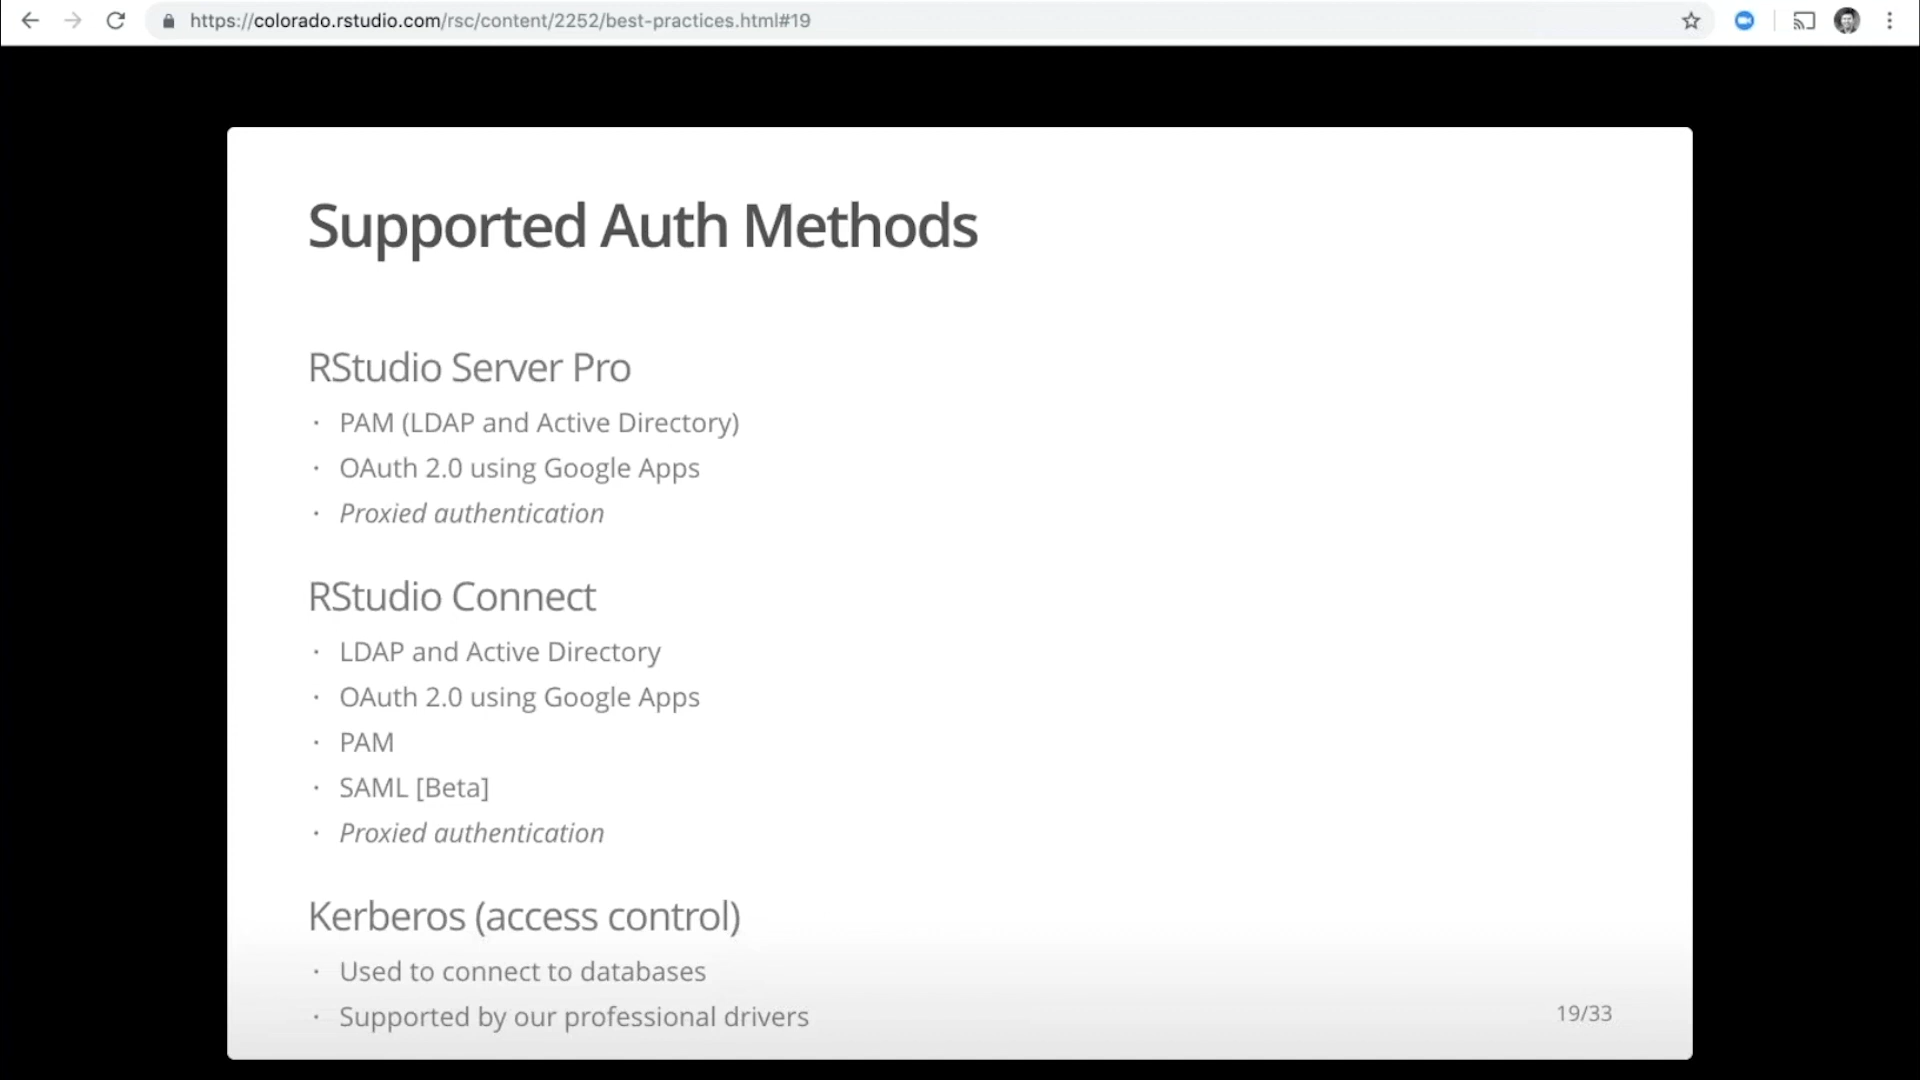 https://colorado.rstudio.com/rsc/content/2252/best-practices.html#19
Supported Auth Methods
RStudio Server Pro
· PAM (LDAP and Active Directory)
· OAuth 2.0 using Google Apps
· Proxied authentication
RStudio Connect
· LDAP and Active Directory
· OAuth 2.0 using Google Apps
· PAM
· SAML [Beta]
· Proxied authentication
Kerberos (access control)
· Used to connect to databases
· Supported by our professional drivers
19/33